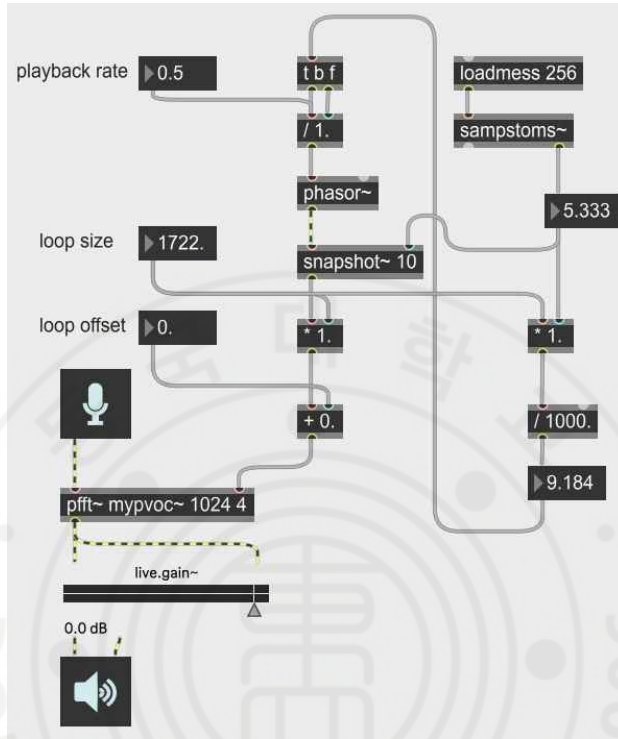 playback rate
0.5
t b f
loadmess 256
/ 1.
sampstoms~
phasor~
5.333
loop size
1722.
snapshot~ 10
loop offset
0.
* 1.
* 1.
+ 0.
/ 1000.
9.184
pfft~ mypvoc~ 1024 4
live.gain~
0.0 dB